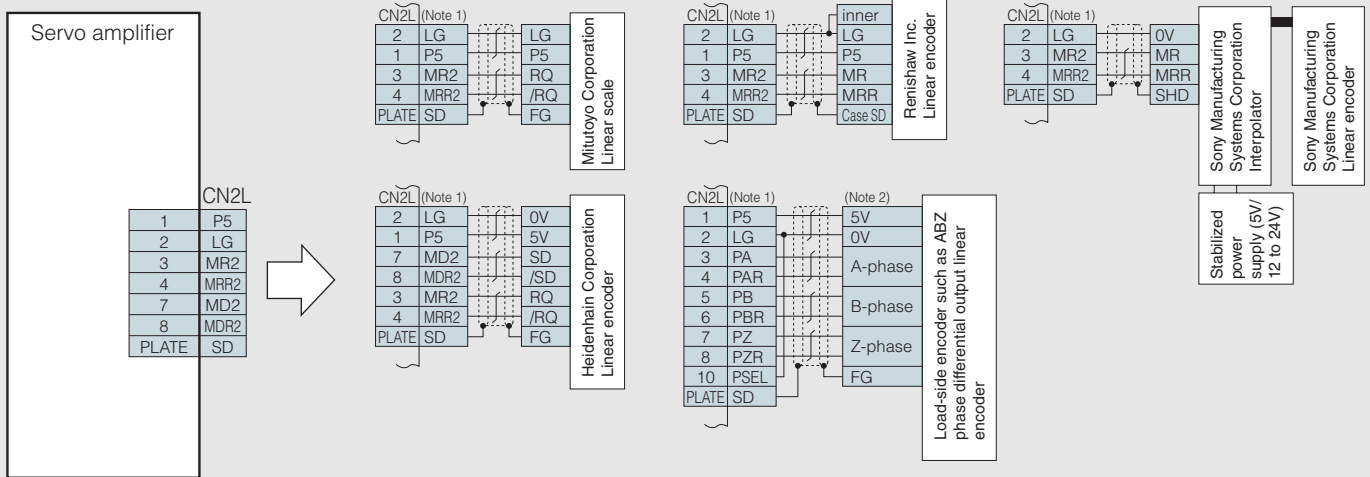 Servo amplifier
CN2L
1 P5
2 LG
3 MR2
4 MRR2
7 MD2
8 MDR2
PLATE SD
CN2L (Note 1)
2 LG LG
1 P5 P5
3 MR2 RQ
4 MRR2 /RQ
PLATE SD FG
Mitutoyo Corporation
Linear scale
CN2L (Note 1)
inner
2 LG LG
1 P5 P5
3 MR2 MR
4 MRR2 MRR
PLATE SD Case SD
Renishaw Inc.
Linear encoder
CN2L (Note 1)
2 LG 0V
3 MR2 MR
4 MRR2 MRR
PLATE SD SHD
Sony Manufacturing
Systems Corporation
Interpolator
Sony Manufacturing
Systems Corporation
Linear encoder
Stabilized
power
supply (5V/
12 to 24V)
CN2L (Note 1)
2 LG 0V
1 P5 5V
7 MD2 SD
8 MDR2 /SD
3 MR2 RQ
4 MRR2 /RQ
PLATE SD FG
Heidenhain Corporation
Linear encoder
CN2L (Note 1) (Note 2)
1 P5 5V
2 LG 0V
3 PA A-phase
4 PAR
5 PB B-phase
6 PBR
7 PZ Z-phase
8 PZR
10 PSEL FG
PLATE SD
Load-side encoder such as ABZ
phase differential output linear
encoder